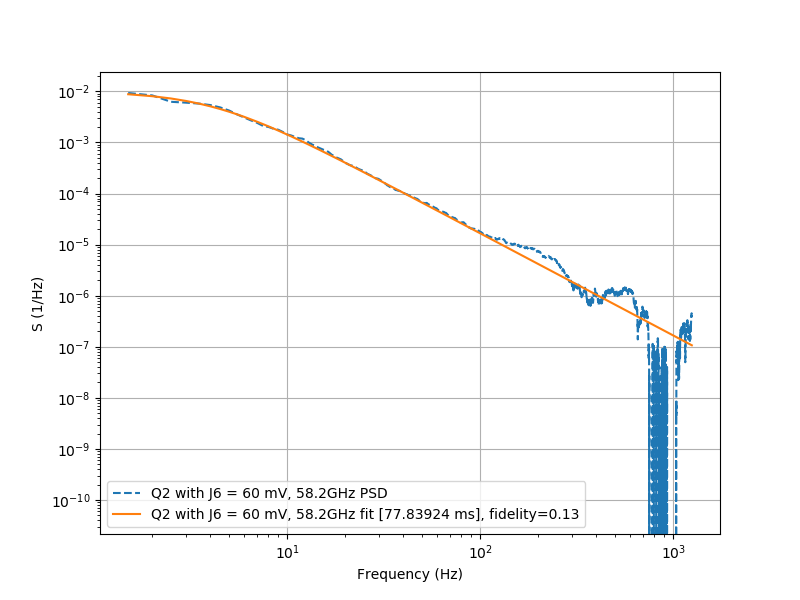 10⁻²
10⁻³
10⁻⁴
10⁻⁵
10⁻⁶
10⁻⁷
10⁻⁸
10⁻⁹
10⁻¹⁰
S (1/Hz)
Q2 with J6 = 60 mV, 58.2GHz PSD
Q2 with J6 = 60 mV, 58.2GHz fit [77.83924 ms], fidelity=0.13
10¹ 10² 10³
Frequency (Hz)